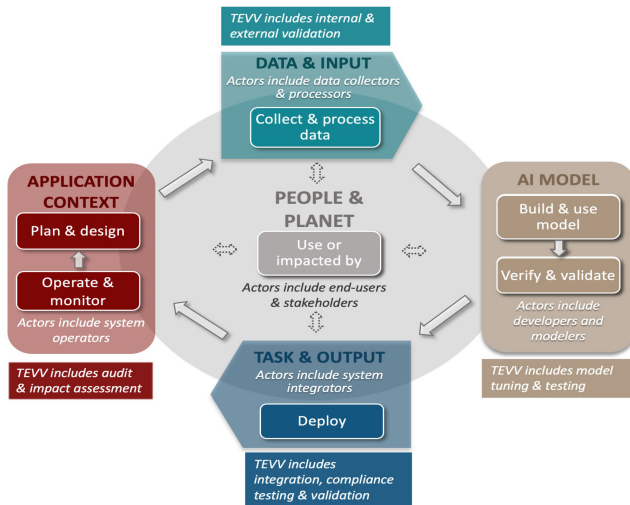 TEVV includes internal &
external validation
DATA & INPUT
Actors include data collectors
& processors
Collect & process
data
APPLICATION
CONTEXT
Plan & design
Operate &
monitor
Actors include system
operators
TEVV includes audit
& impact assessment
PEOPLE &
PLANET
Use or
impacted by
Actors include end-users
& stakeholders
AI MODEL
Build & use
model
Verify & validate
Actors include
developers and
modelers
TEVV includes model
tuning & testing
TASK & OUTPUT
Actors include system
integrators
Deploy
TEVV includes
integration, compliance
testing & validation